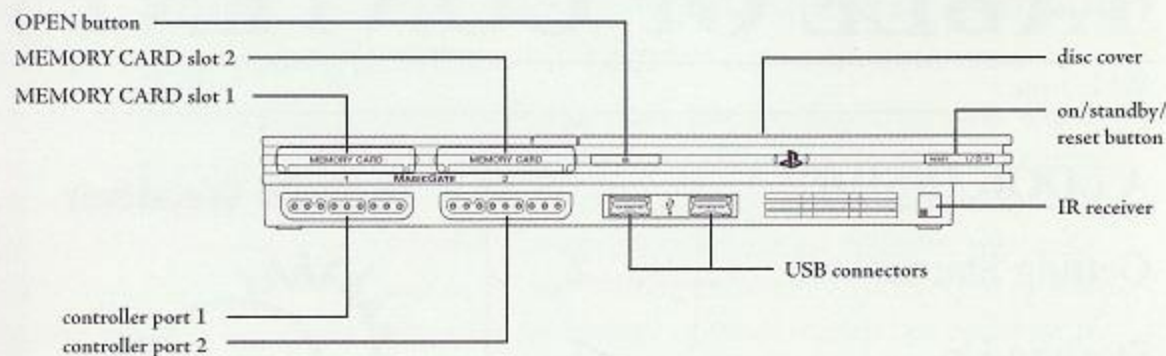 OPEN button
MEMORY CARD slot 2
MEMORY CARD slot 1
disc cover
on/standby/
reset button
MEMORY CARD
MEMORY CARD
1
MAGICGATE
2
IR receiver
USB connectors
controller port 1
controller port 2